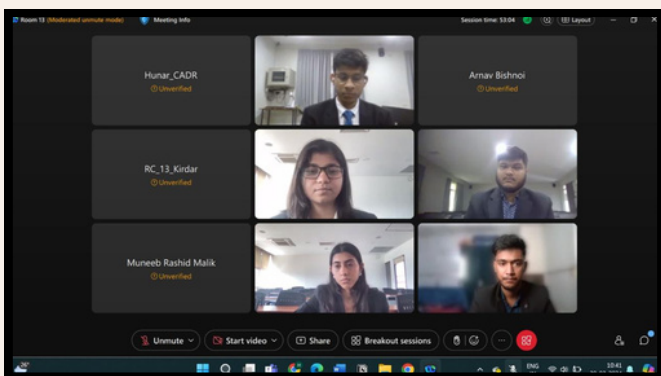 Room 13 (Moderated unmute mode) Meeting Info Session time: 53:04 Layout
Hunar_CADR
Unverified
Arnav Bishnoi
Unverified
RC_13_Kirdar
Unverified
Muneeb Rashid Malik
Unverified
Unmute Start video Share Breakout sessions
26°
ENG 10:41